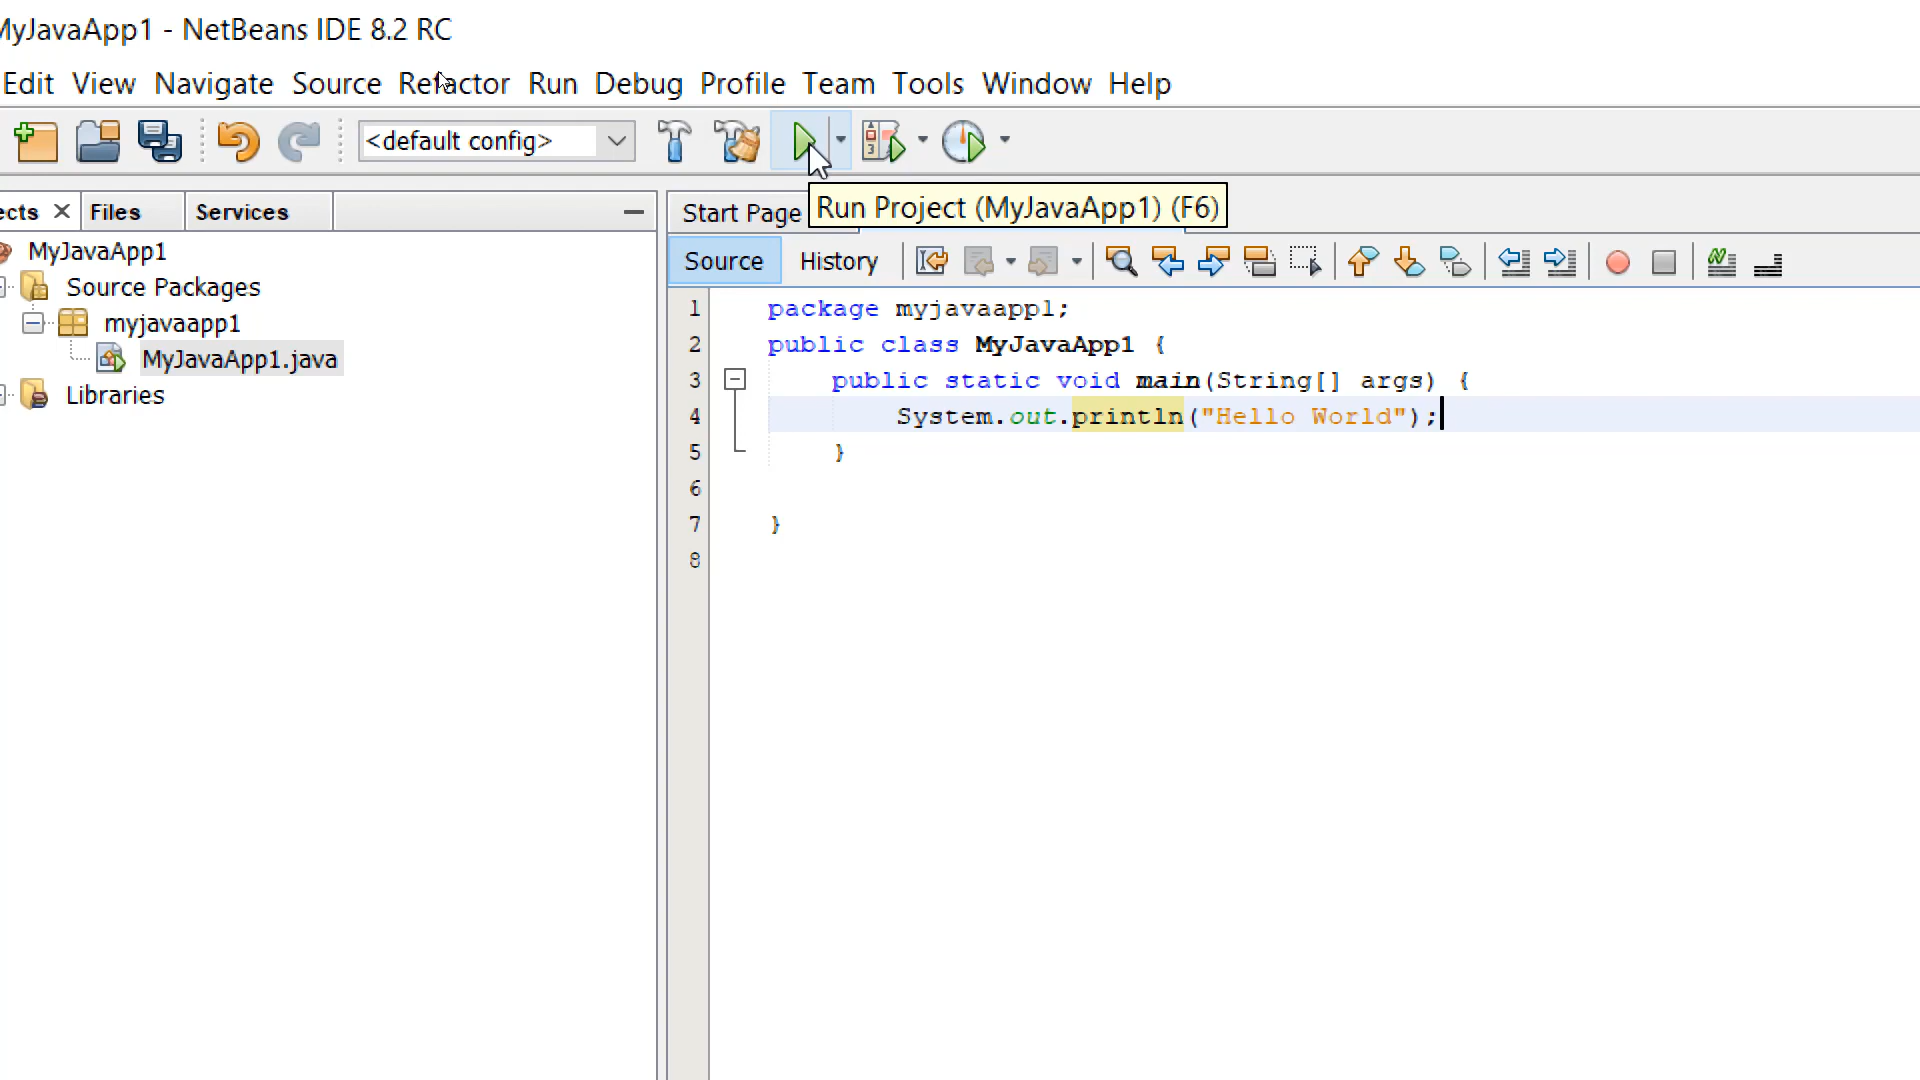 MyJavaApp1 - NetBeans IDE 8.2 RC
Edit View Navigate Source Refactor Run Debug Profile Team Tools Window Help
<default config>
Run Project (MyJavaApp1) (F6)
ects Files Services
MyJavaApp1
Source Packages
myjavaapp1
MyJavaApp1.java
Libraries
Start Page
Source History
1 package myjavaapp1;
2 public class MyJavaApp1 {
3 public static void main(String[] args) {
4 System.out.println("Hello World");
5 }
6
7 }
8